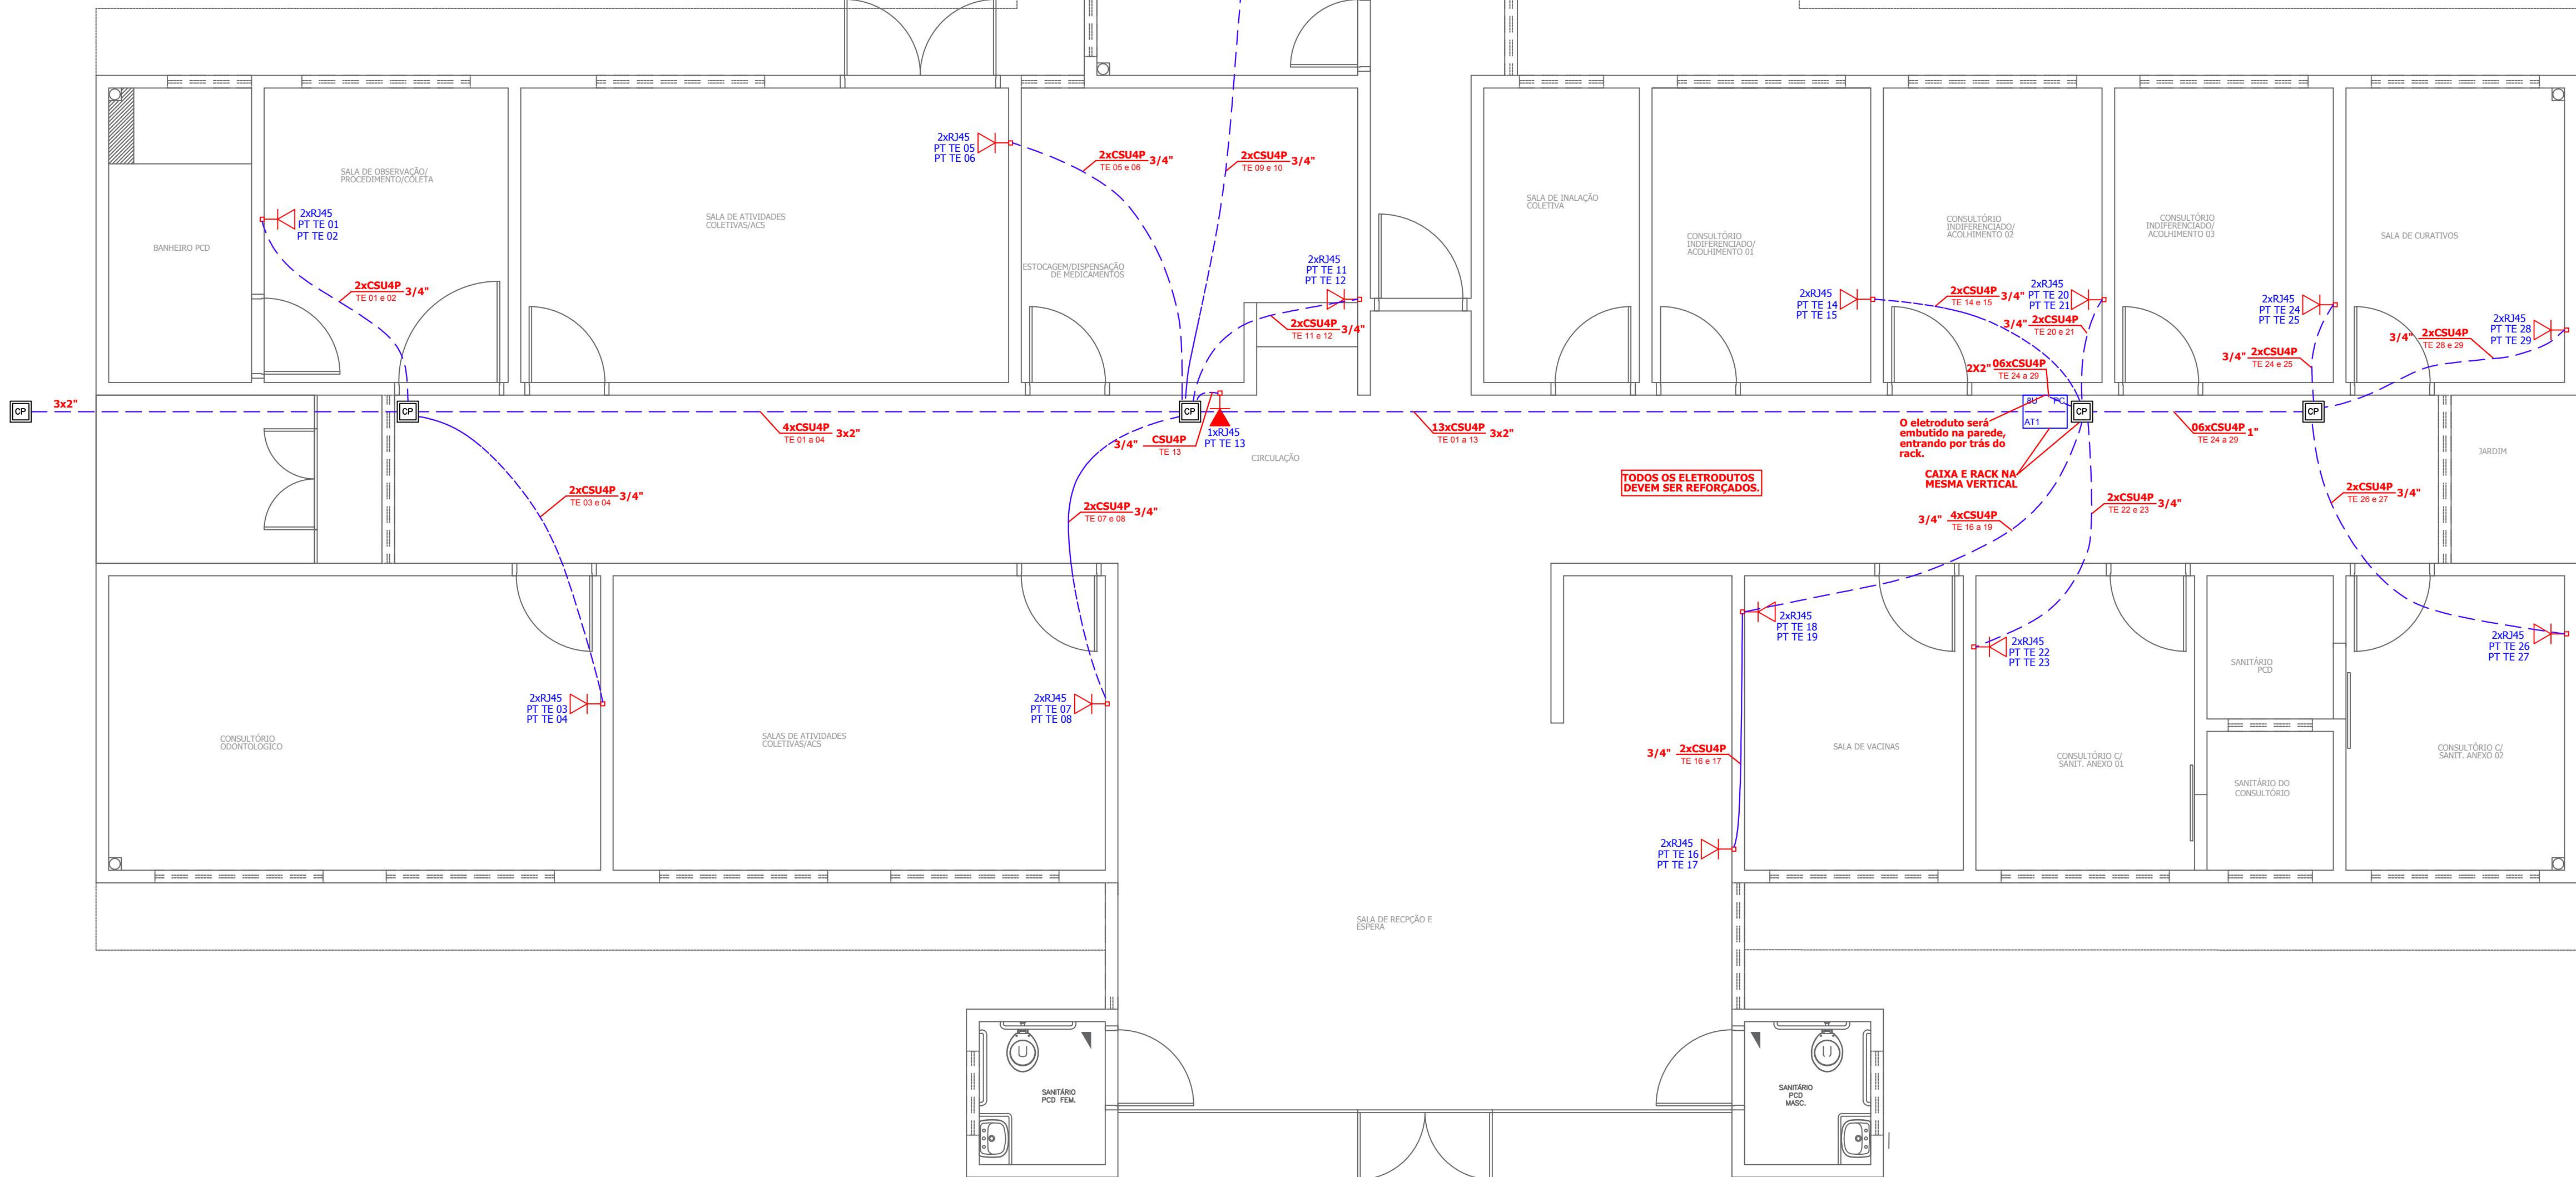 2xRJ45
PT TE 05
PT TE 06
2xCSU4P 3/4"
TE 05 e 06
2xCSU4P 3/4"
TE 09 e 10
SALA DE OBSERVAÇÃO/
PROCEDIMENTO/COLETA
SALA DE ATIVIDADES
COLETIVAS/ACS
2xRJ45
PT TE 01
PT TE 02
BANHEIRO PCD
2xCSU4P 3/4"
TE 01 e 02
ESTOCAGEM/DISPENSAÇÃO
DE MEDICAMENTOS
2xRJ45
PT TE 11
PT TE 12
2xCSU4P 3/4"
TE 11 e 12
SALA DE INALAÇÃO
COLETIVA
CONSULTÓRIO
INDIFERENCIADO/
ACOLHIMENTO 01
CONSULTÓRIO
INDIFERENCIADO/
ACOLHIMENTO 02
CONSULTÓRIO
INDIFERENCIADO/
ACOLHIMENTO 03
SALA DE CURATIVOS
2xRJ45
PT TE 14
PT TE 15
2xCSU4P 3/4"
TE 14 e 15
2xRJ45
PT TE 20
PT TE 21
3/4" 2xCSU4P
TE 20 e 21
2xRJ45
PT TE 24
PT TE 25
3/4" 2xCSU4P
TE 24 e 25
2xRJ45
PT TE 28
PT TE 29
3/4" 2xCSU4P
TE 28 e 29
2X2" 06xCSU4P
TE 24 a 29
CP
3x2"
CP
4xCSU4P 3x2"
TE 01 a 04
CP
1xRJ45
PT TE 13
3/4" CSU4P
TE 13
13xCSU4P 3x2"
TE 01 a 13
8U PC
AT1
CP
06xCSU4P 1"
TE 24 a 29
CP
O eletroduto será
embutido na parede,
entrando por trás do
rack.
CIRCULAÇÃO
JARDIM
TODOS OS ELETRODUTOS
DEVEM SER REFORÇADOS.
CAIXA E RACK NA
MESMA VERTICAL
2xCSU4P 3/4"
TE 03 e 04
2xCSU4P 3/4"
TE 07 e 08
3/4" 4xCSU4P
TE 16 a 19
2xCSU4P 3/4"
TE 22 e 23
2xCSU4P 3/4"
TE 26 e 27
2xRJ45
PT TE 18
PT TE 19
2xRJ45
PT TE 22
PT TE 23
SANITÁRIO
PCD
2xRJ45
PT TE 26
PT TE 27
2xRJ45
PT TE 03
PT TE 04
2xRJ45
PT TE 07
PT TE 08
CONSULTÓRIO
ODONTOLOGICO
SALAS DE ATIVIDADES
COLETIVAS/ACS
3/4" 2xCSU4P
TE 16 e 17
SALA DE VACINAS
CONSULTÓRIO C/
SANIT. ANEXO 01
SANITÁRIO DO
CONSULTÓRIO
CONSULTÓRIO C/
SANIT. ANEXO 02
2xRJ45
PT TE 16
PT TE 17
SALA DE RECPÇÃO E
ESPERA
SANITÁRIO
PCD FEM.
SANITÁRIO
PCD
MASC.